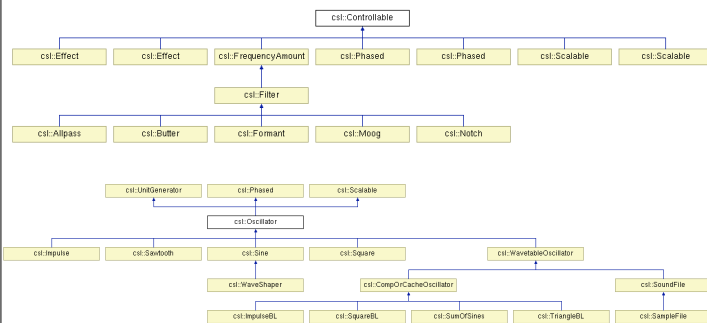 csl::Controllable
csl::Effect csl::Effect csl::FrequencyAmount csl::Phased csl::Phased csl::Scalable csl::Scalable
csl::Filter
csl::Allpass csl::Butter csl::Formant csl::Moog csl::Notch
csl::UnitGenerator csl::Phased csl::Scalable
csl::Oscillator
csl::Impulse csl::Sawtooth csl::Sine csl::Square csl::WavetableOscillator
csl::WaveShaper csl::CompOrCacheOscillator csl::SoundFile
csl::ImpulseBL csl::SquareBL csl::SumOfSines csl::TriangleBL csl::SampleFile